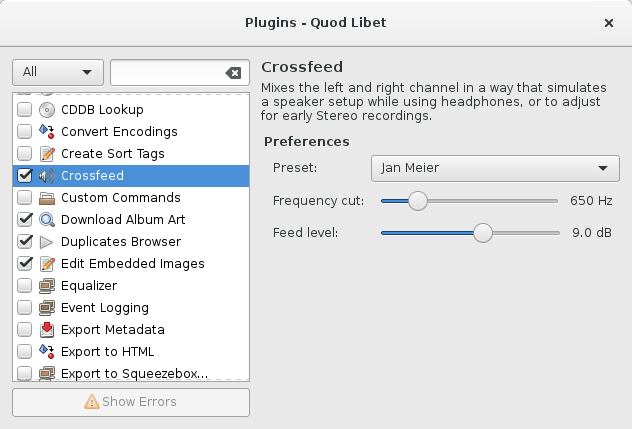 Plugins - Quod Libet
All
CDDB Lookup
Convert Encodings
Create Sort Tags
Crossfeed
Custom Commands
Download Album Art
Duplicates Browser
Edit Embedded Images
Equalizer
Event Logging
Export Metadata
Export to HTML
Export to Squeezebox...
Show Errors
Crossfeed
Mixes the left and right channel in a way that simulates
a speaker setup while using headphones, or to adjust
for early Stereo recordings.
Preferences
Preset: Jan Meier
Frequency cut: 650 Hz
Feed level: 9.0 dB